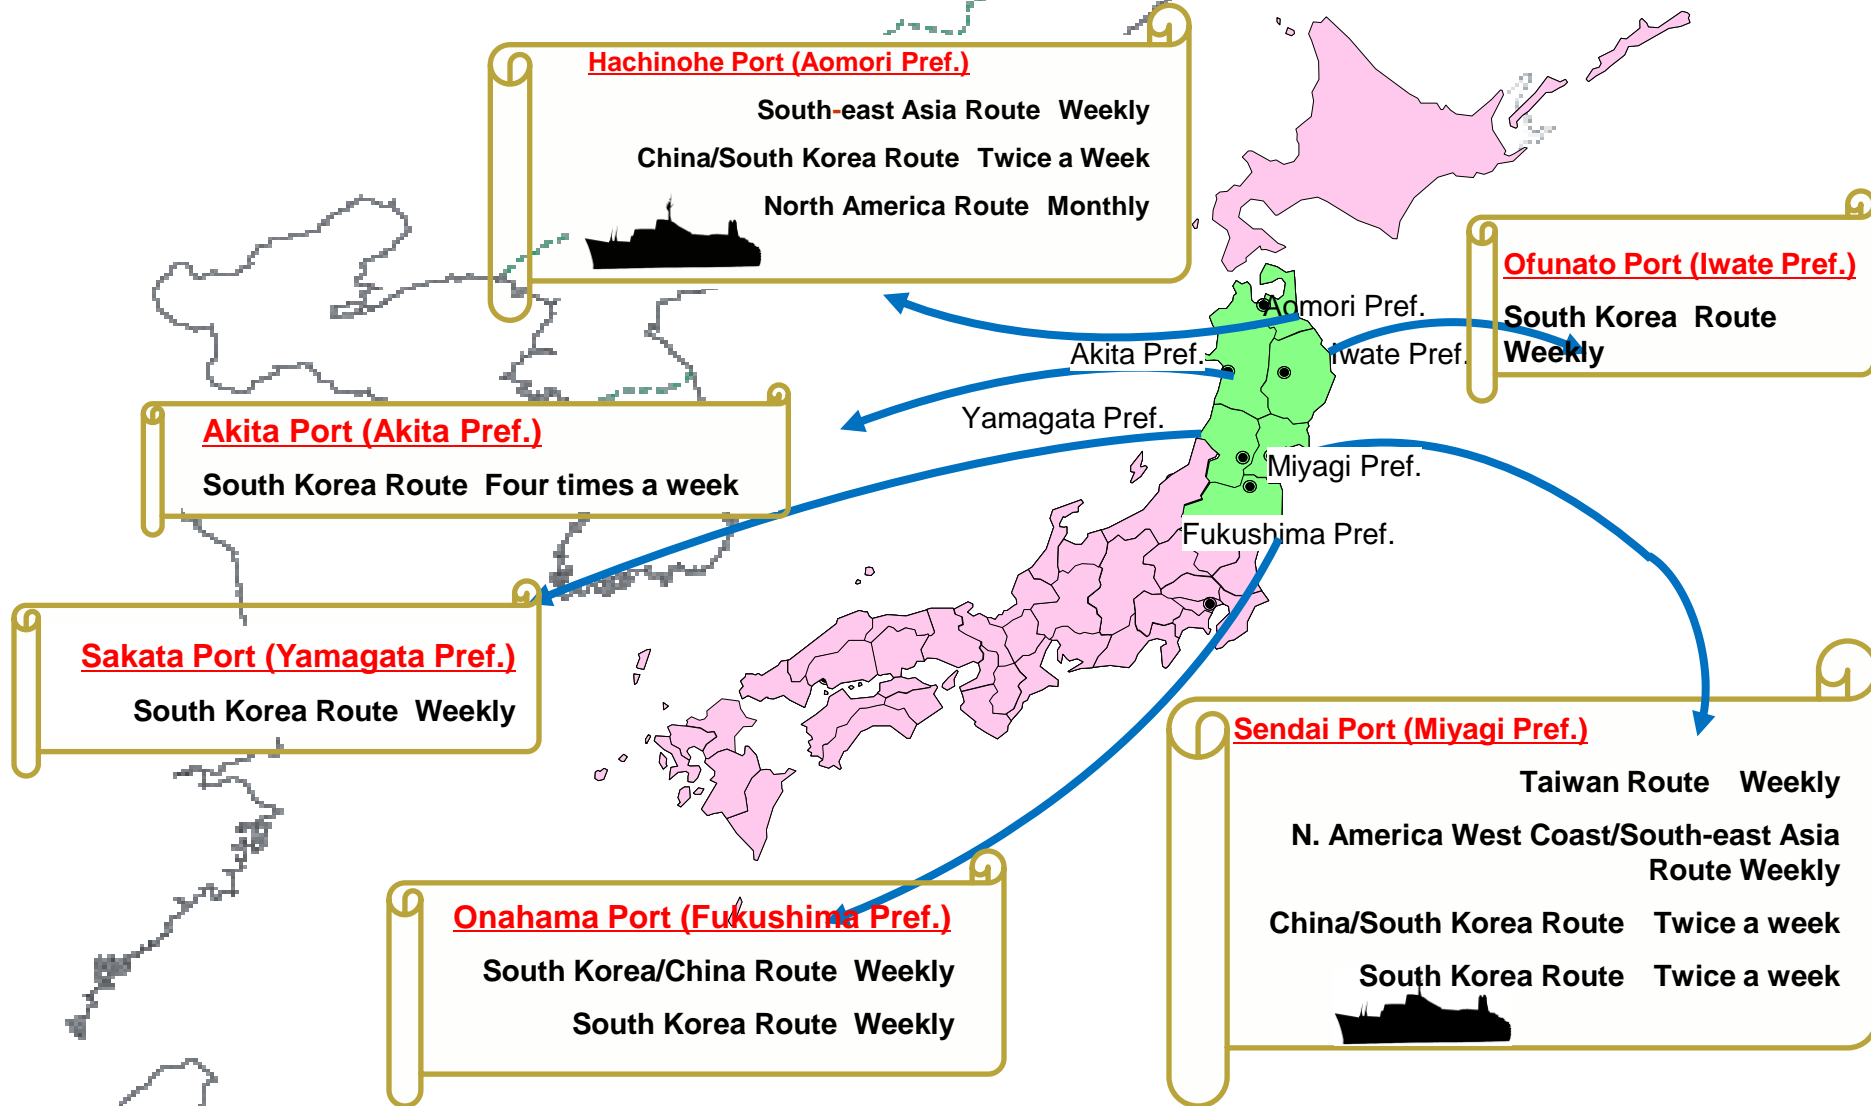 Hachinohe Port (Aomori Pref.)
South-east Asia Route Weekly
China/South Korea Route Twice a Week
North America Route Monthly
Ofunato Port (Iwate Pref.)
South Korea Route
Weekly
Aomori Pref.
Akita Pref.
Iwate Pref.
Yamagata Pref.
Miyagi Pref.
Fukushima Pref.
Akita Port (Akita Pref.)
South Korea Route Four times a week
Sakata Port (Yamagata Pref.)
South Korea Route Weekly
Sendai Port (Miyagi Pref.)
Taiwan Route Weekly
N. America West Coast/South-east Asia
Route Weekly
China/South Korea Route Twice a week
South Korea Route Twice a week
Onahama Port (Fukushima Pref.)
South Korea/China Route Weekly
South Korea Route Weekly